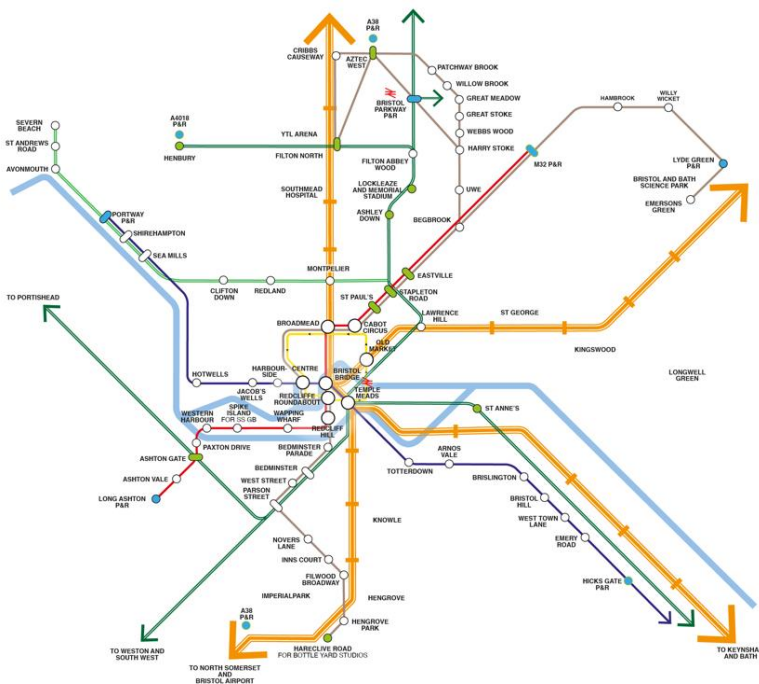 A38
P&R
CRIBBS
CAUSEWAY
AZTEC
WEST
PATCHWAY BROOK
WILLOW BROOK
GREAT MEADOW
BRISTOL
PARKWAY
P&R
GREAT STOKE
WEBBS WOOD
HARRY STOKE
HAMBROOK
WILLY
WICKET
A4018
P&R
HENBURY
YTL ARENA
FILTON NORTH
FILTON ABBEY
WOOD
M32 P&R
LYDE GREEN
P&R
BRISTOL AND BATH
SCIENCE PARK
EMERSONS
GREEN
SEVERN
BEACH
ST ANDREWS
ROAD
AVONMOUTH
SOUTHMEAD
HOSPITAL
LOCKLEAZE
AND MEMORIAL
STADIUM
UWE
BEGBROOK
ASHLEY
DOWN
PORTWAY
P&R
SHIREHAMPTON
SEA MILLS
MONTPELIER
CLIFTON
DOWN
REDLAND
EASTVILLE
STAPLETON
ROAD
ST PAUL'S
TO PORTISHEAD
BROADMEAD
CABOT
CIRCUS
LAWRENCE
HILL
ST GEORGE
KINGSWOOD
LONGWELL
GREEN
OLD
MARKET
HOTWELLS
HARBOUR-
SIDE
JACOB'S
WELLS
CENTRE
BRISTOL
BRIDGE
REDCLIFFE
ROUNDABOUT
TEMPLE
MEADS
ST ANNE'S
WESTERN
HARBOUR
SPIKE
ISLAND
FOR SS GB
WAPPING
WHARF
REDCLIFF
HILL
PAXTON DRIVE
BEDMINSTER
PARADE
ASHTON GATE
ASHTON VALE
LONG ASHTON
P&R
BEDMINSTER
WEST STREET
PARSON
STREET
TOTTERDOWN
ARNOS
VALE
BRISLINGTON
BRISTOL
HILL
WEST TOWN
LANE
EMERY
ROAD
HICKS GATE
P&R
KNOWLE
NOVERS
LANE
INNS COURT
FILWOOD
BROADWAY
IMPERIALPARK
HENGROVE
A38
P&R
HENGROVE
PARK
HARECLIVE ROAD
FOR BOTTLE YARD STUDIOS
TO WESTON AND
SOUTH WEST
TO NORTH SOMERSET
AND
BRISTOL AIRPORT
TO KEYNSHA
AND BATH